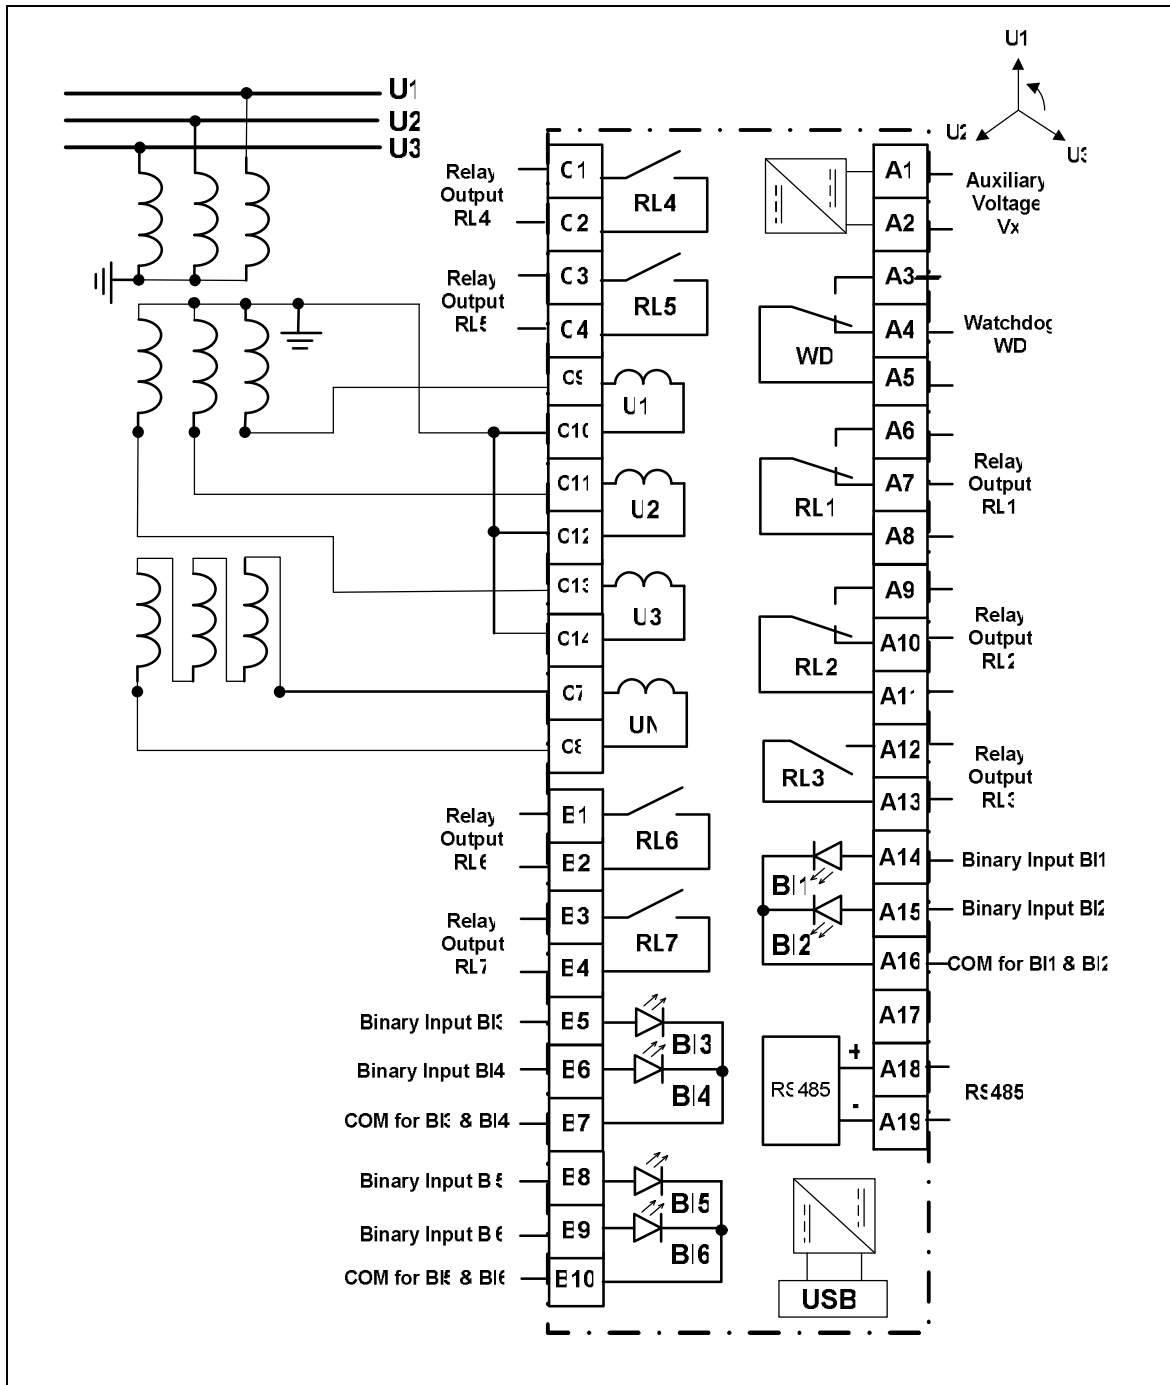 U1
U2
U3
U1
U2
U3
Relay
Output
RL4
C1
C2
RL4
Relay
Output
RL5
C3
C4
RL5
C9
C10
U1
C11
C12
U2
C13
C14
U3
C7
C8
UN
Relay
Output
RL6
E1
E2
RL6
Relay
Output
RL7
E3
E4
RL7
Binary Input BI3
E5
BI3
Binary Input BI4
E6
BI4
COM for BI3 & BI4
E7
Binary Input BI5
E8
BI5
Binary Input BI6
E9
BI6
COM for BI5 & BI6
E10
A1
A2
Auxiliary
Voltage
Vx
A3
A4
A5
WD
Watchdog
WD
A6
A7
A8
RL1
Relay
Output
RL1
A9
A10
A11
RL2
Relay
Output
RL2
A12
A13
RL3
Relay
Output
RL3
A14
BI1
Binary Input BI1
A15
BI2
Binary Input BI2
A16
COM for BI1 & BI2
A17
RS485
+
-
A18
A19
RS485
USB